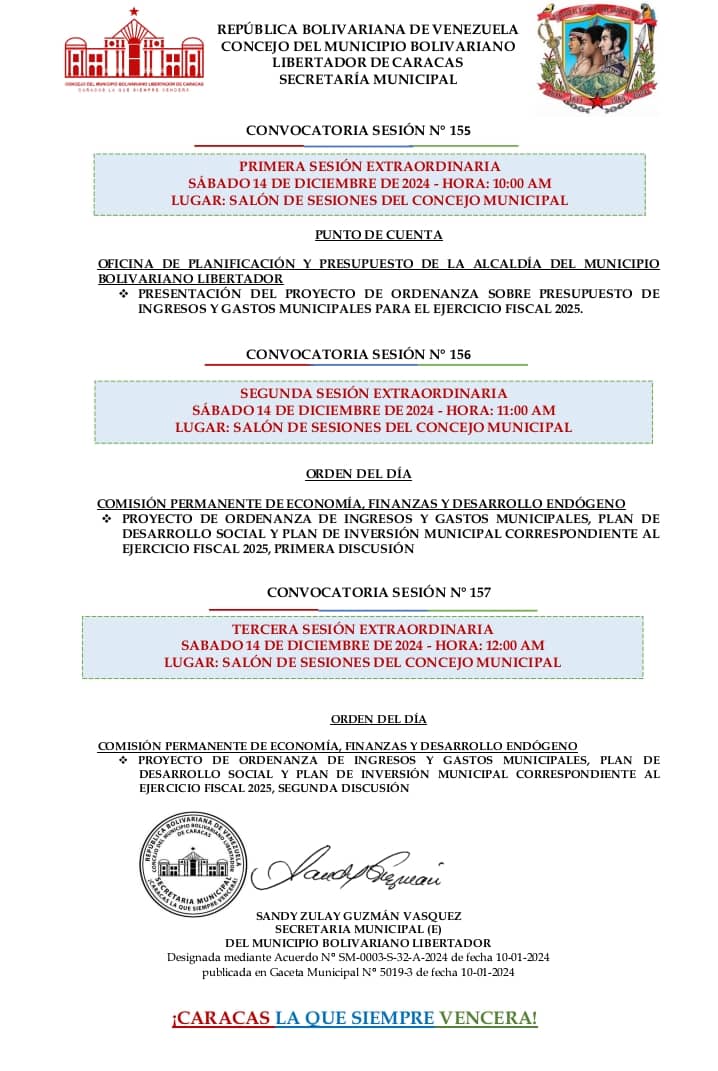 REPÚBLICA BOLIVARIANA DE VENEZUELA
CONCEJO DEL MUNICIPIO BOLIVARIANO
LIBERTADOR DE CARACAS
SECRETARÍA MUNICIPAL
CONCEJO DEL MUNICIPIO BOLIVARIANO LIBERTADOR DE CARACAS
CARACAS LA QUE SIEMPRE VENCERA
CONVOCATORIA SESIÓN N° 155
PRIMERA SESIÓN EXTRAORDINARIA
SÁBADO 14 DE DICIEMBRE DE 2024 - HORA: 10:00 AM
LUGAR: SALÓN DE SESIONES DEL CONCEJO MUNICIPAL
PUNTO DE CUENTA
OFICINA DE PLANIFICACIÓN Y PRESUPUESTO DE LA ALCALDÍA DEL MUNICIPIO
BOLIVARIANO LIBERTADOR
❖ PRESENTACIÓN DEL PROYECTO DE ORDENANZA SOBRE PRESUPUESTO DE
INGRESOS Y GASTOS MUNICIPALES PARA EL EJERCICIO FISCAL 2025.
CONVOCATORIA SESIÓN N° 156
SEGUNDA SESIÓN EXTRAORDINARIA
SÁBADO 14 DE DICIEMBRE DE 2024 - HORA: 11:00 AM
LUGAR: SALÓN DE SESIONES DEL CONCEJO MUNICIPAL
ORDEN DEL DÍA
COMISIÓN PERMANENTE DE ECONOMÍA, FINANZAS Y DESARROLLO ENDÓGENO
❖ PROYECTO DE ORDENANZA DE INGRESOS Y GASTOS MUNICIPALES, PLAN DE
DESARROLLO SOCIAL Y PLAN DE INVERSIÓN MUNICIPAL CORRESPONDIENTE AL
EJERCICIO FISCAL 2025, PRIMERA DISCUSIÓN
CONVOCATORIA SESIÓN N° 157
TERCERA SESIÓN EXTRAORDINARIA
SABADO 14 DE DICIEMBRE DE 2024 - HORA: 12:00 AM
LUGAR: SALÓN DE SESIONES DEL CONCEJO MUNICIPAL
ORDEN DEL DÍA
COMISIÓN PERMANENTE DE ECONOMÍA, FINANZAS Y DESARROLLO ENDÓGENO
❖ PROYECTO DE ORDENANZA DE INGRESOS Y GASTOS MUNICIPALES, PLAN DE
DESARROLLO SOCIAL Y PLAN DE INVERSIÓN MUNICIPAL CORRESPONDIENTE AL
EJERCICIO FISCAL 2025, SEGUNDA DISCUSIÓN
REPÚBLICA BOLIVARIANA DE VENEZUELA
CONCEJO DEL MUNICIPIO BOLIVARIANO LIBERTADOR
DE CARACAS
SECRETARIA MUNICIPAL
¡CARACAS LA QUE SIEMPRE VENCERA!
Sandy Guzmán
SANDY ZULAY GUZMÁN VASQUEZ
SECRETARIA MUNICIPAL (E)
DEL MUNICIPIO BOLIVARIANO LIBERTADOR
Designada mediante Acuerdo N° SM-0003-S-32-A-2024 de fecha 10-01-2024
publicada en Gaceta Municipal N° 5019-3 de fecha 10-01-2024
¡CARACAS LA QUE SIEMPRE VENCERA!